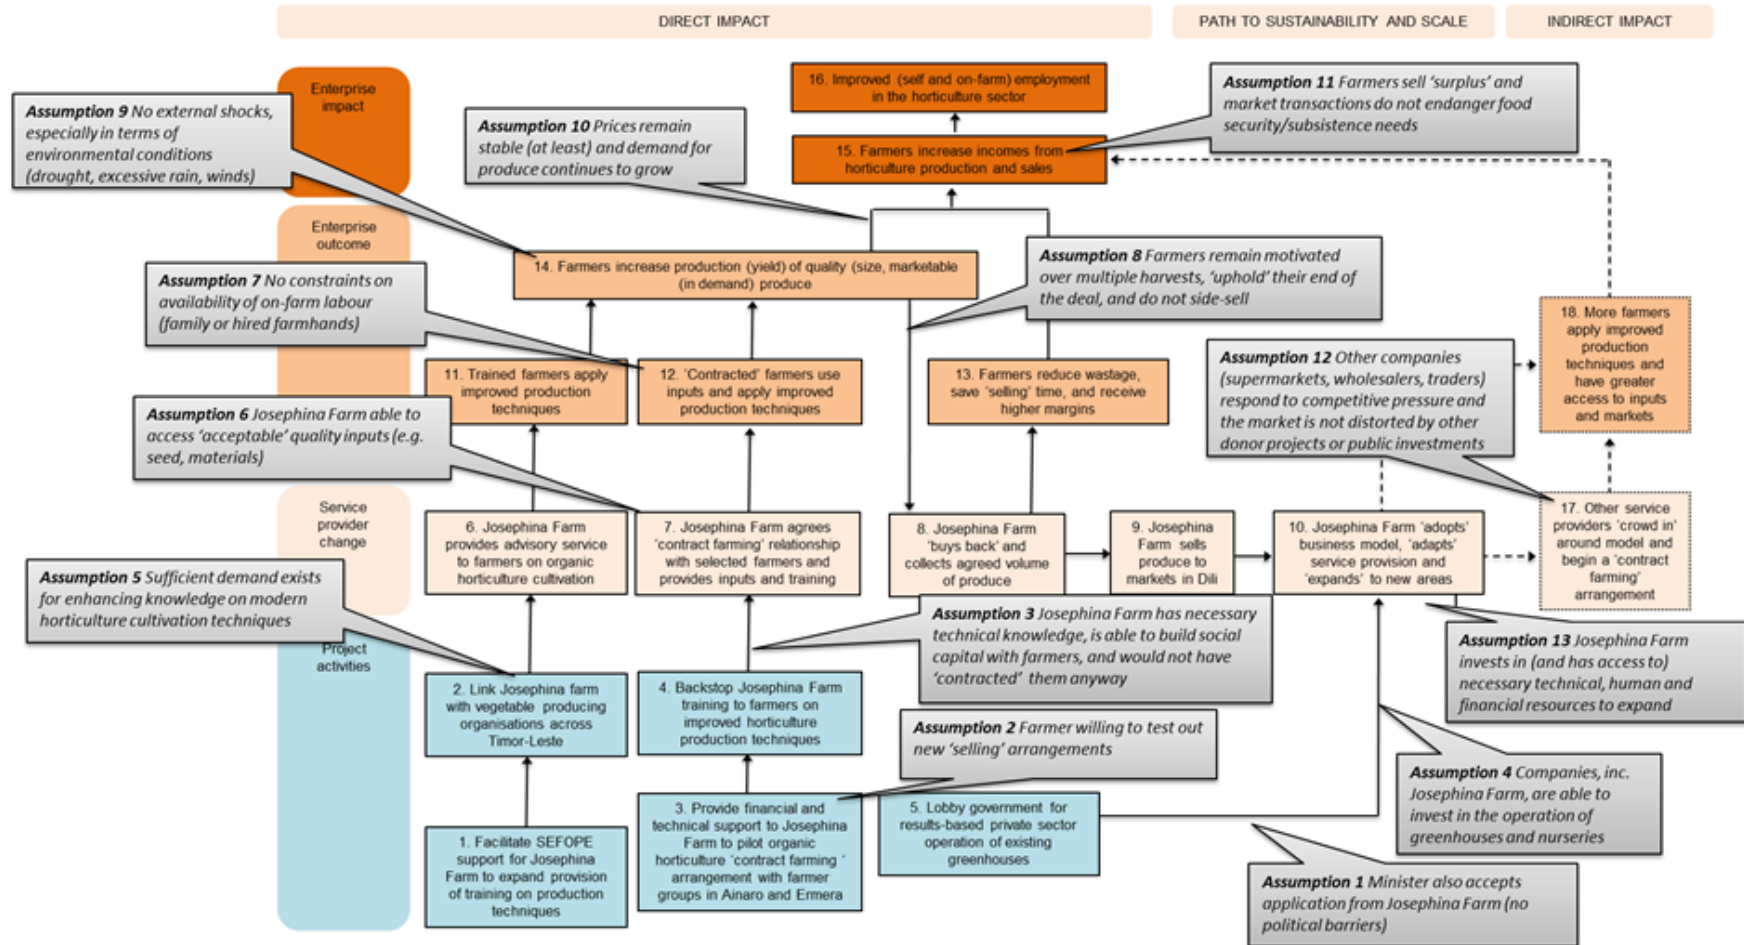 DIRECT IMPACT
PATH TO SUSTAINABILITY AND SCALE
INDIRECT IMPACT
Enterprise
impact
16. Improved (self and on-farm) employment
in the horticulture sector
Assumption 11 Farmers sell ‘surplus’ and
market transactions do not endanger food
security/subsistence needs
Assumption 9 No external shocks,
especially in terms of
environmental conditions
(drought, excessive rain, winds)
Assumption 10 Prices remain
stable (at least) and demand for
produce continues to grow
15. Farmers increase incomes from
horticulture production and sales
Enterprise
outcome
14. Farmers increase production (yield) of quality (size, marketable
(in demand) produce
Assumption 8 Farmers remain motivated
over multiple harvests, ‘uphold’ their end
of the deal, and do not side-sell
Assumption 7 No constraints on
availability of on-farm labour
(family or hired farmhands)
18. More farmers
apply improved
production
techniques and
have greater
access to inputs
and markets
Assumption 12 Other companies
(supermarkets, wholesalers, traders)
respond to competitive pressure and
the market is not distorted by other
donor projects or public investments
11. Trained farmers apply
improved production
techniques
12. ‘Contracted’ farmers use
inputs and apply improved
production techniques
13. Farmers reduce wastage,
save ‘selling’ time, and receive
higher margins
Assumption 6 Josephina Farm able to
access ‘acceptable’ quality inputs (e.g.
seed, materials)
Service
provider
change
6. Josephina Farm
provides advisory service
to farmers on organic
horticulture cultivation
7. Josephina Farm agrees
‘contract farming’ relationship
with selected farmers and
provides inputs and training
8. Josephina Farm
‘buys back’ and
collects agreed volume
of produce
9. Josephina
Farm sells
produce to
markets in Dili
10. Josephina Farm ‘adopts’
business model, ‘adapts’
service provision and
‘expands’ to new areas
17. Other service
providers ‘crowd in’
around model and
begin a ‘contract
farming’
arrangement
Assumption 5 Sufficient demand exists
for enhancing knowledge on modern
horticulture cultivation techniques
Assumption 3 Josephina Farm has necessary
technical knowledge, is able to build social
capital with farmers, and would not have
‘contracted’ them anyway
Assumption 13 Josephina Farm
invests in (and has access to)
necessary technical, human and
financial resources to expand
Project
activities
2. Link Josephina farm
with vegetable producing
organisations across
Timor-Leste
4. Backstop Josephina Farm
training to farmers on
improved horticulture
production techniques
Assumption 2 Farmer willing to test out
new ‘selling’ arrangements
Assumption 4 Companies, inc.
Josephina Farm, are able to
invest in the operation of
greenhouses and nurseries
1. Facilitate SEFOPE
support for Josephina
Farm to expand provision
of training on production
techniques
3. Provide financial and
technical support to Josephina
Farm to pilot organic
horticulture ‘contract farming ‘
arrangement with farmer
groups in Ainaro and Ermera
5. Lobby government for
results-based private sector
operation of existing
greenhouses
Assumption 1 Minister also accepts
application from Josephina Farm (no
political barriers)